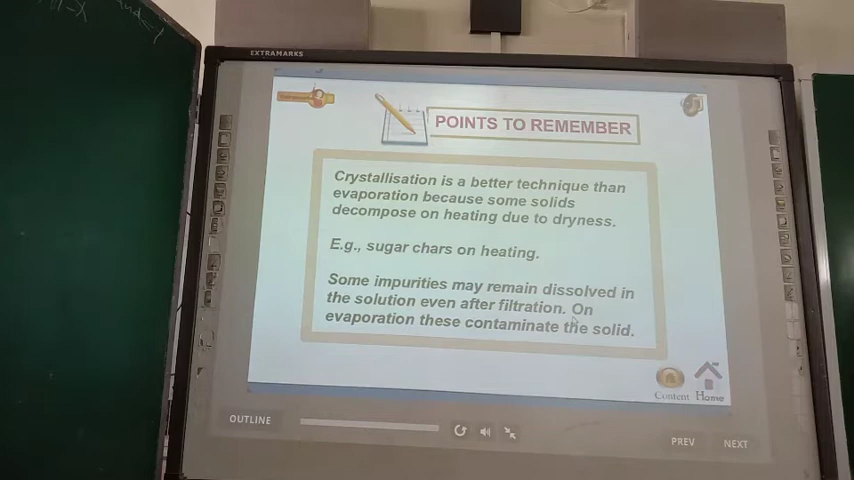 EXTRAMARKS
POINTS TO REMEMBER
Crystallisation is a better technique than
evaporation because some solids
decompose on heating due to dryness.
E.g., sugar chars on heating.
Some impurities may remain dissolved in
the solution even after filtration. On
evaporation these contaminate the solid.
Content Home
OUTLINE
PREV NEXT